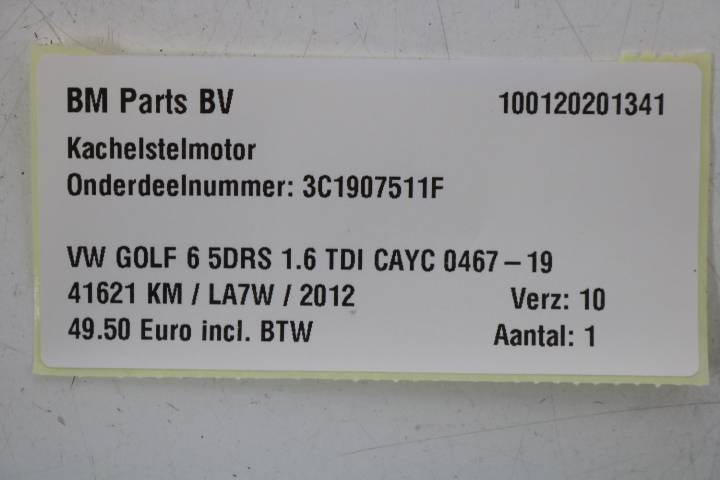 BM Parts BV 100120201341
Kachelstelmotor
Onderdeelnummer: 3C1907511F
VW GOLF 6 5DRS 1.6 TDI CAYC 0467 – 19
41621 KM / LA7W / 2012 Verz: 10
49.50 Euro incl. BTW Aantal: 1